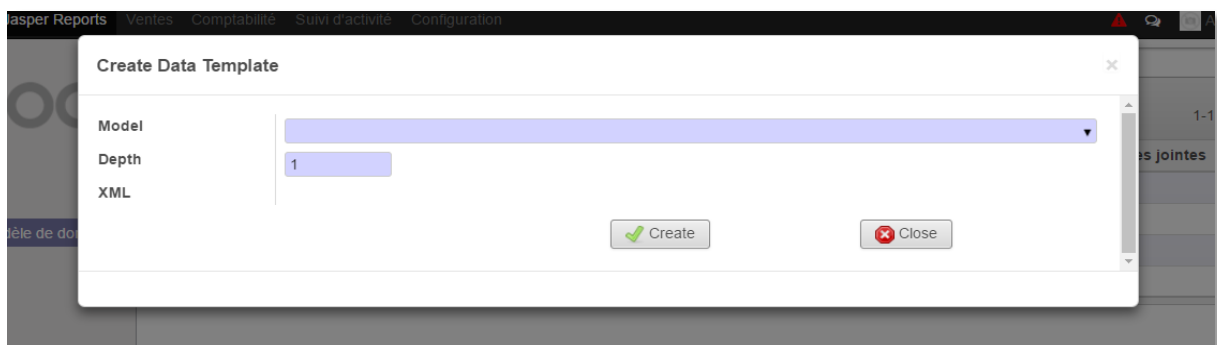 Jasper Reports Ventes Comptabilité Suivi d'activité Configuration
Create Data Template
×
1-1
Model
Depth
1
es jointes
XML
dèle de do
Create
Close